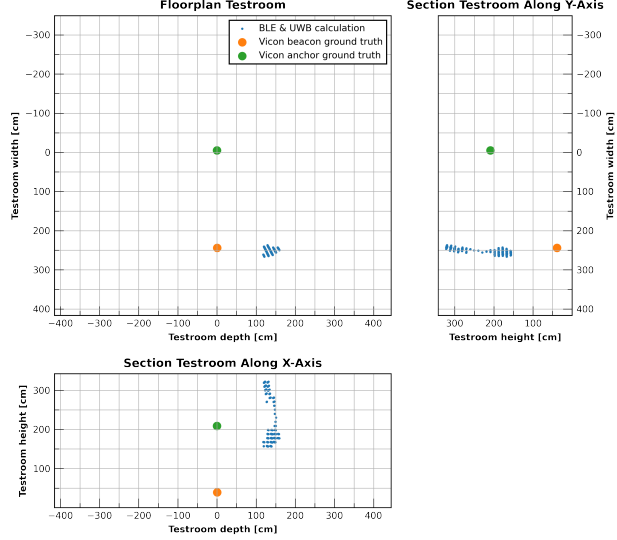 Floorplan Testroom
Section Testroom Along Y-Axis
BLE & UWB calculation
Vicon beacon ground truth
Vicon anchor ground truth
−300
−200
−100
0
100
200
300
400
Testroom width [cm]
−400 −300 −200 −100 0 100 200 300 400
Testroom depth [cm]
−300
−200
−100
0
100
200
300
400
Testroom width [cm]
300 200 100
Testroom height [cm]
Section Testroom Along X-Axis
300
200
100
Testroom height [cm]
−400 −300 −200 −100 0 100 200 300 400
Testroom depth [cm]